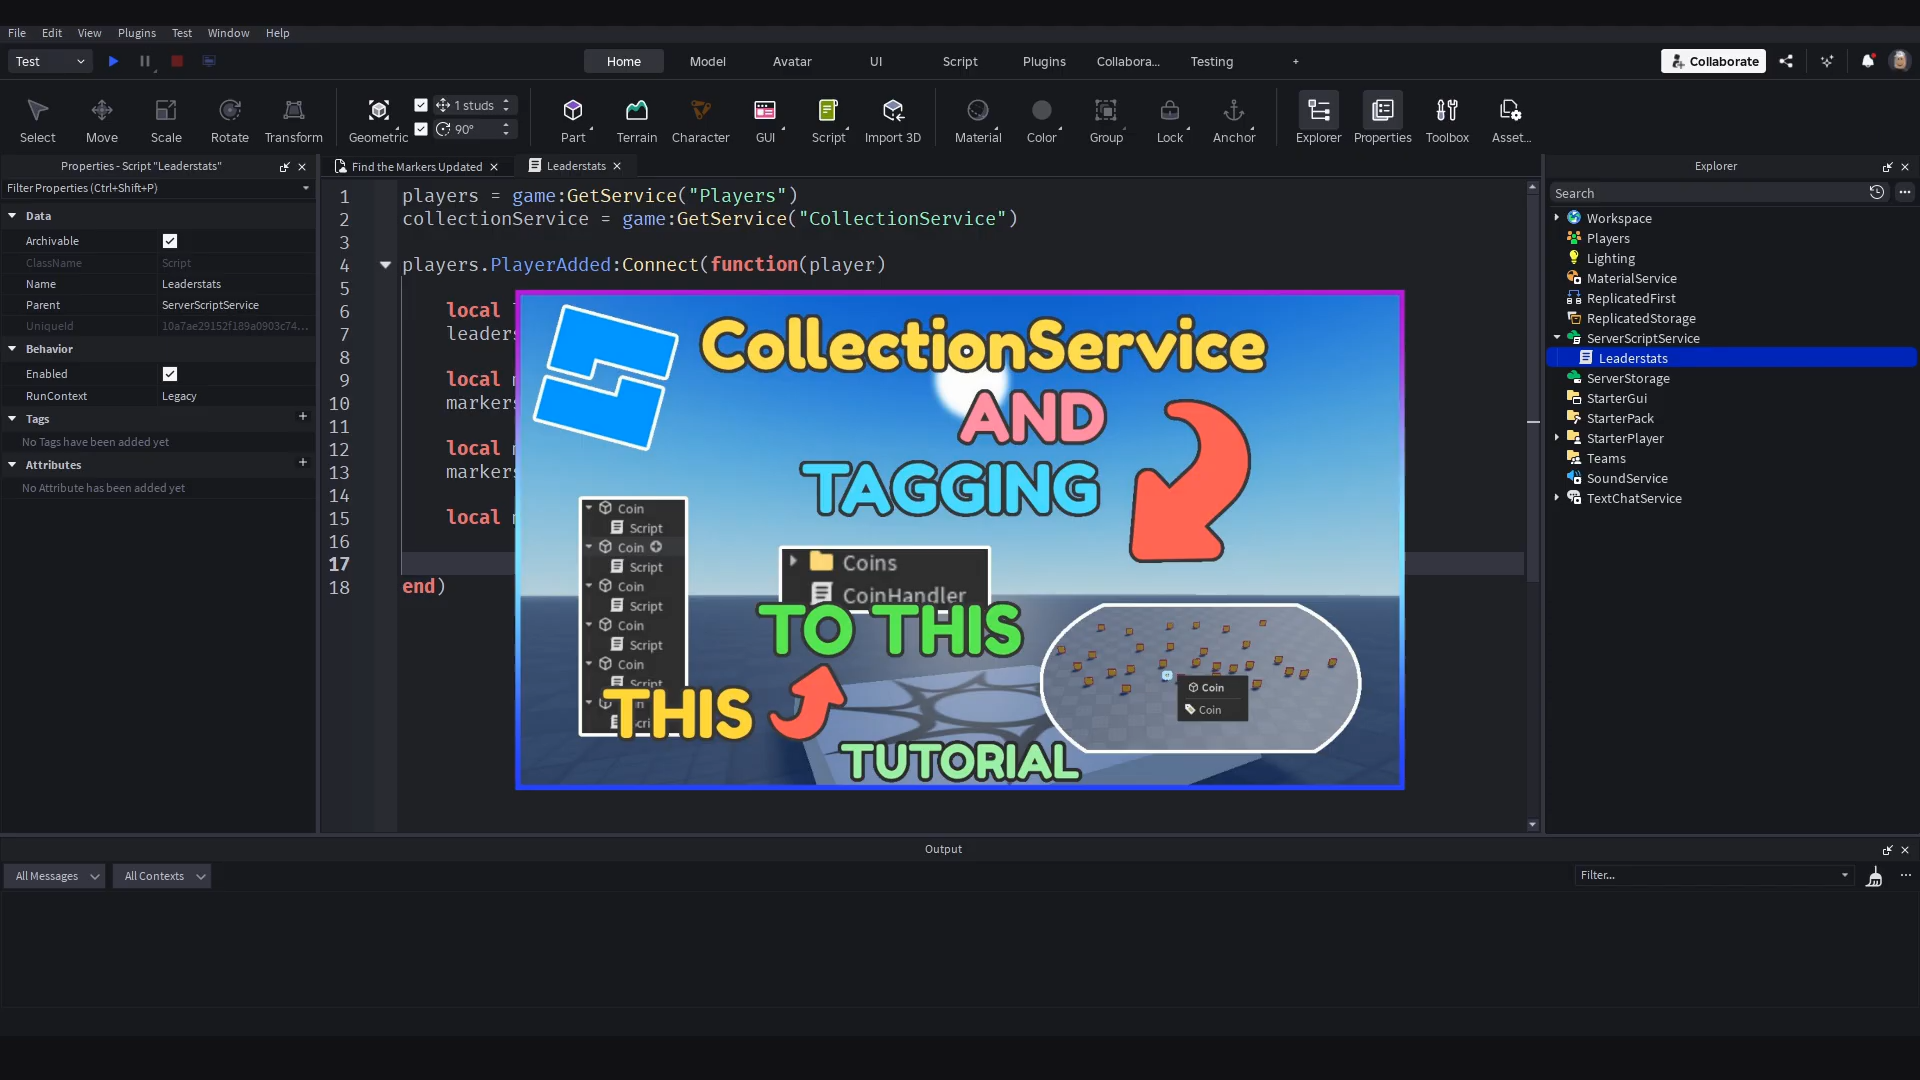 File Edit View Plugins Test Window Help
Test Home Model Avatar UI Script Plugins Collabora... Testing + Collaborate
1 studs
90°
Select Move Scale Rotate Transform Geometric Part Terrain Character GUI Script Import 3D Material Color Group Lock Anchor Explorer Properties Toolbox Asset...
Properties - Script "Leaderstats"
Filter Properties (Ctrl+Shift+P)
Data
Archivable
ClassName Script
Name Leaderstats
Parent ServerScriptService
UniqueId 10a7ae29152f189a0903c74...
Behavior
Enabled
RunContext Legacy
Tags +
No Tags have been added yet
Attributes +
No Attribute has been added yet
Find the Markers Updated Leaderstats
1 players = game:GetService("Players")
2 collectionService = game:GetService("CollectionService")
3
4 players.PlayerAdded:Connect(function(player)
5
6 local
7 leaders
8
9 local
10 markers
11
12 local
13 markers
14
15 local
16
17
18 end)
CollectionService
AND
TAGGING
Coin
Script
Coin
Script
Coin
Script
Coin
Script
Coin
Script
Coins
CoinHandler
TO THIS
THIS
Coin
Coin
TUTORIAL
Explorer
Search
Workspace
Players
Lighting
MaterialService
ReplicatedFirst
ReplicatedStorage
ServerScriptService
Leaderstats
ServerStorage
StarterGui
StarterPack
StarterPlayer
Teams
SoundService
TextChatService
Output
All Messages All Contexts Filter...